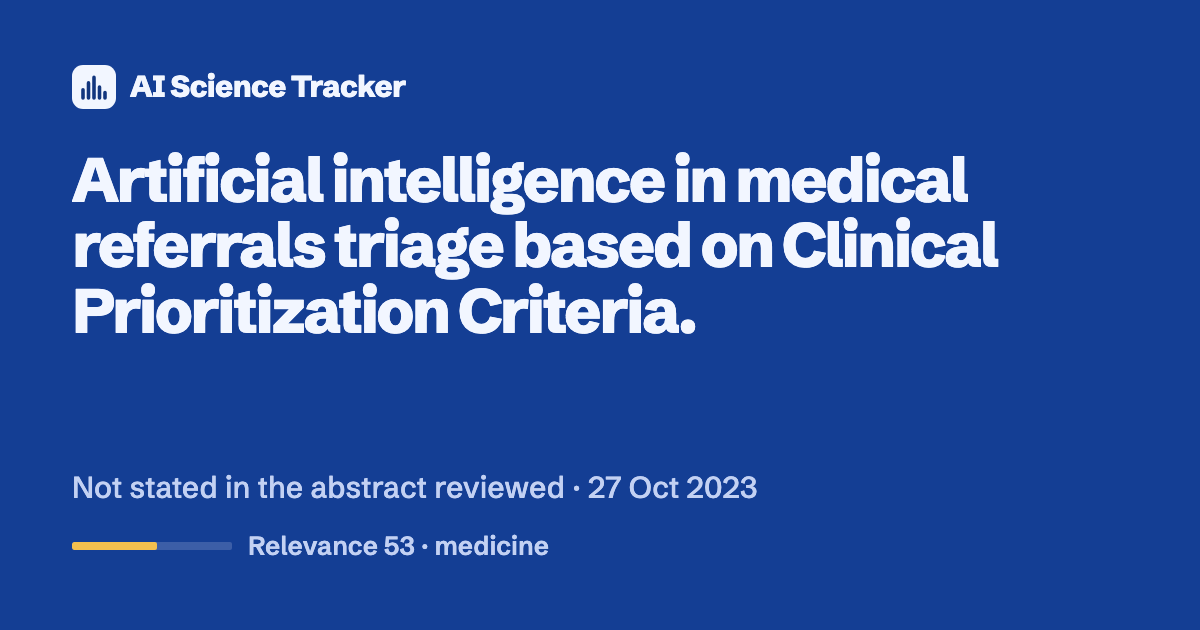 AI Science Tracker
Artificial intelligence in medical
referrals triage based on Clinical
Prioritization Criteria.
Not stated in the abstract reviewed · 27 Oct 2023
Relevance 53 · medicine